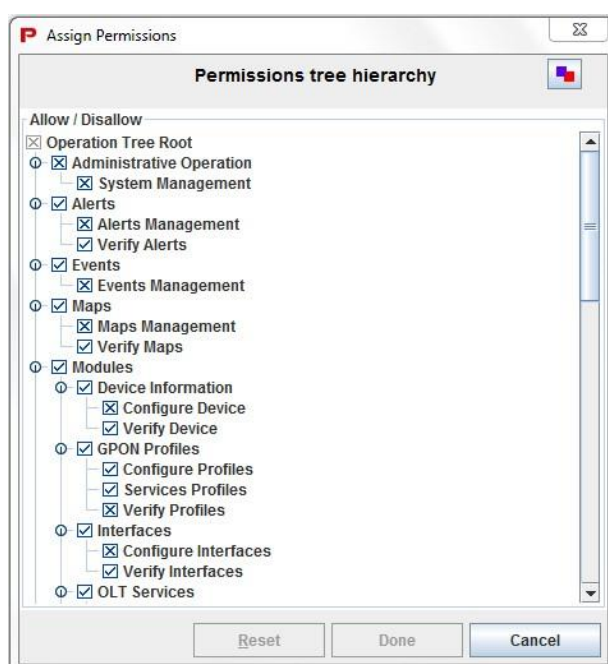 P Assign Permissions
Permissions tree hierarchy
Allow / Disallow
Operation Tree Root
Administrative Operation
System Management
Alerts
Alerts Management
Verify Alerts
Events
Events Management
Maps
Maps Management
Verify Maps
Modules
Device Information
Configure Device
Verify Device
GPON Profiles
Configure Profiles
Services Profiles
Verify Profiles
Interfaces
Configure Interfaces
Verify Interfaces
OLT Services
Reset Done Cancel